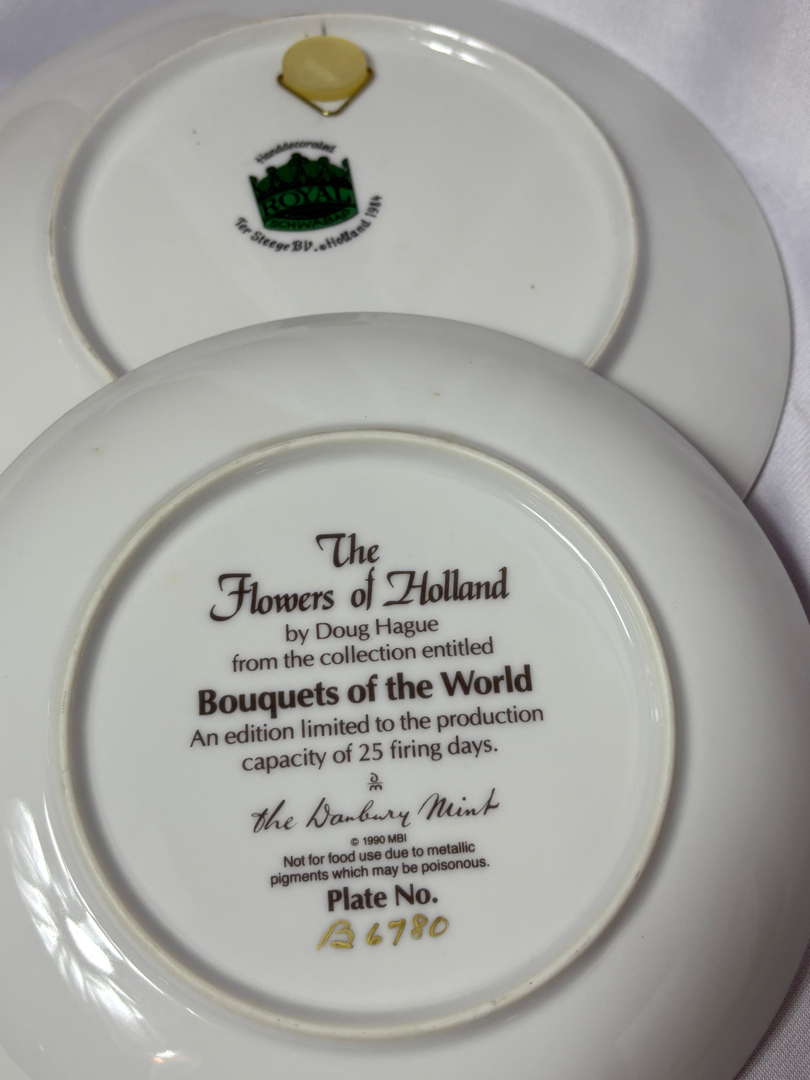 Handdecorated
ROYAL
SCHWABAP
Ter Steege BV. Holland 1984
The
Flowers of Holland
by Doug Hague
from the collection entitled
Bouquets of the World
An edition limited to the production
capacity of 25 firing days.
the Danbury Mint
© 1990 MBI
Not for food use due to metallic
pigments which may be poisonous.
Plate No.
B6780